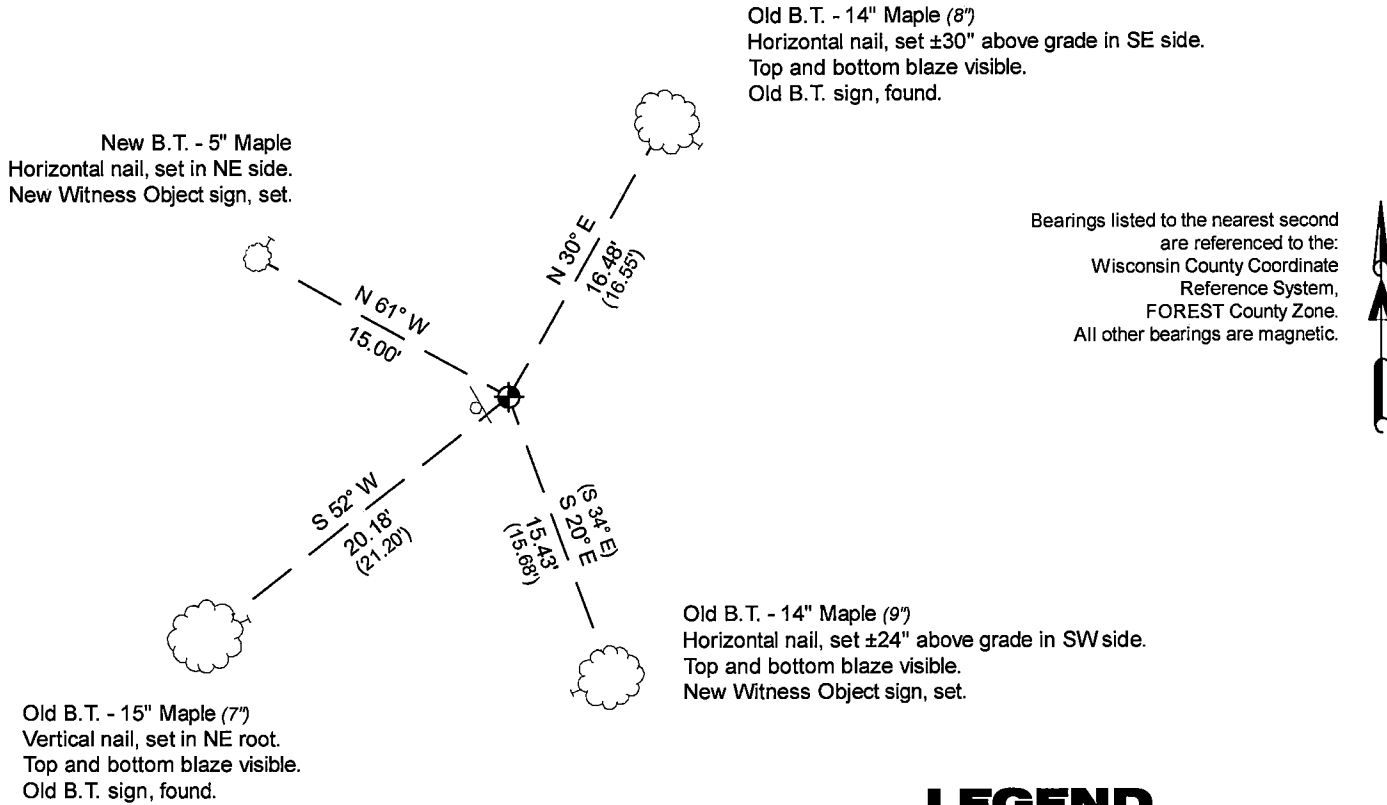 Old B.T. - 14" Maple (8")
Horizontal nail, set ±30" above grade in SE side.
Top and bottom blaze visible.
Old B.T. sign, found.
New B.T. - 5" Maple
Horizontal nail, set in NE side.
New Witness Object sign, set.
Bearings listed to the nearest second
are referenced to the:
Wisconsin County Coordinate
Reference System,
FOREST County Zone.
All other bearings are magnetic.
N 30° E
16.48'
(16.55')
N 61° W
15.00'
S 52° W
20.18'
(21.20')
(S 34° E)
S 20° E
15.43'
(15.68')
Old B.T. - 14" Maple (9")
Horizontal nail, set ±24" above grade in SW side.
Top and bottom blaze visible.
New Witness Object sign, set.
Old B.T. - 15" Maple (7")
Vertical nail, set in NE root.
Top and bottom blaze visible.
Old B.T. sign, found.
LEGEND